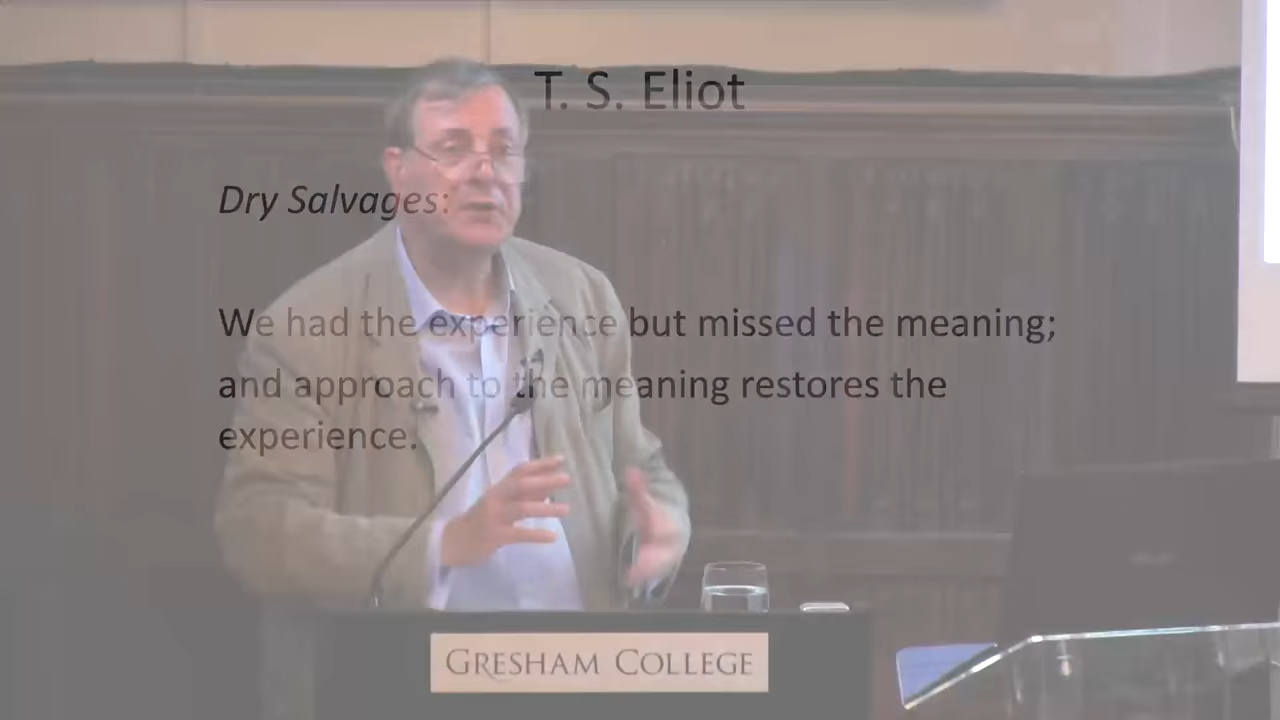 T. S. Eliot
Dry Salvages:
We had the experience but missed the meaning;
and approach to the meaning restores the
experience.
GRESHAM COLLEGE